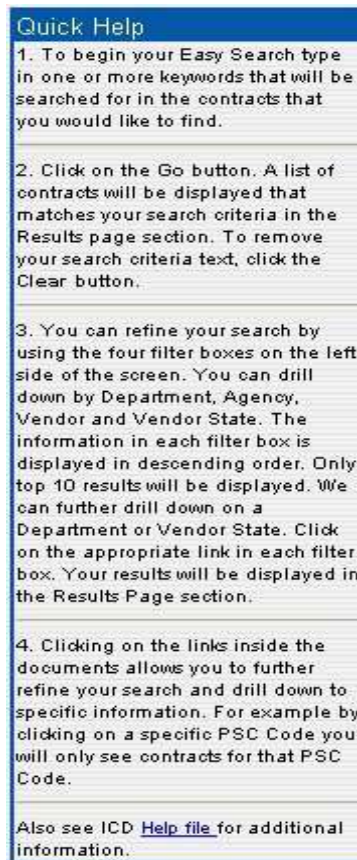 Quick Help
1. To begin your Easy Search type
in one or more keywords that will be
searched for in the contracts that
you would like to find.
2. Click on the Go button. A list of
contracts will be displayed that
matches your search criteria in the
Results page section. To remove
your search criteria text, click the
Clear button.
3. You can refine your search by
using the four filter boxes on the left
side of the screen. You can drill
down by Department, Agency,
Vendor and Vendor State. The
information in each filter box is
displayed in descending order. Only
top 10 results will be displayed. We
can further drill down on a
Department or Vendor State. Click
on the appropriate link in each filter
box. Your results will be displayed in
the Results Page section.
4. Clicking on the links inside the
documents allows you to further
refine your search and drill down to
specific information. For example by
clicking on a specific PSC Code you
will only see contracts for that PSC
Code.
Also see ICD Help file for additional
information.